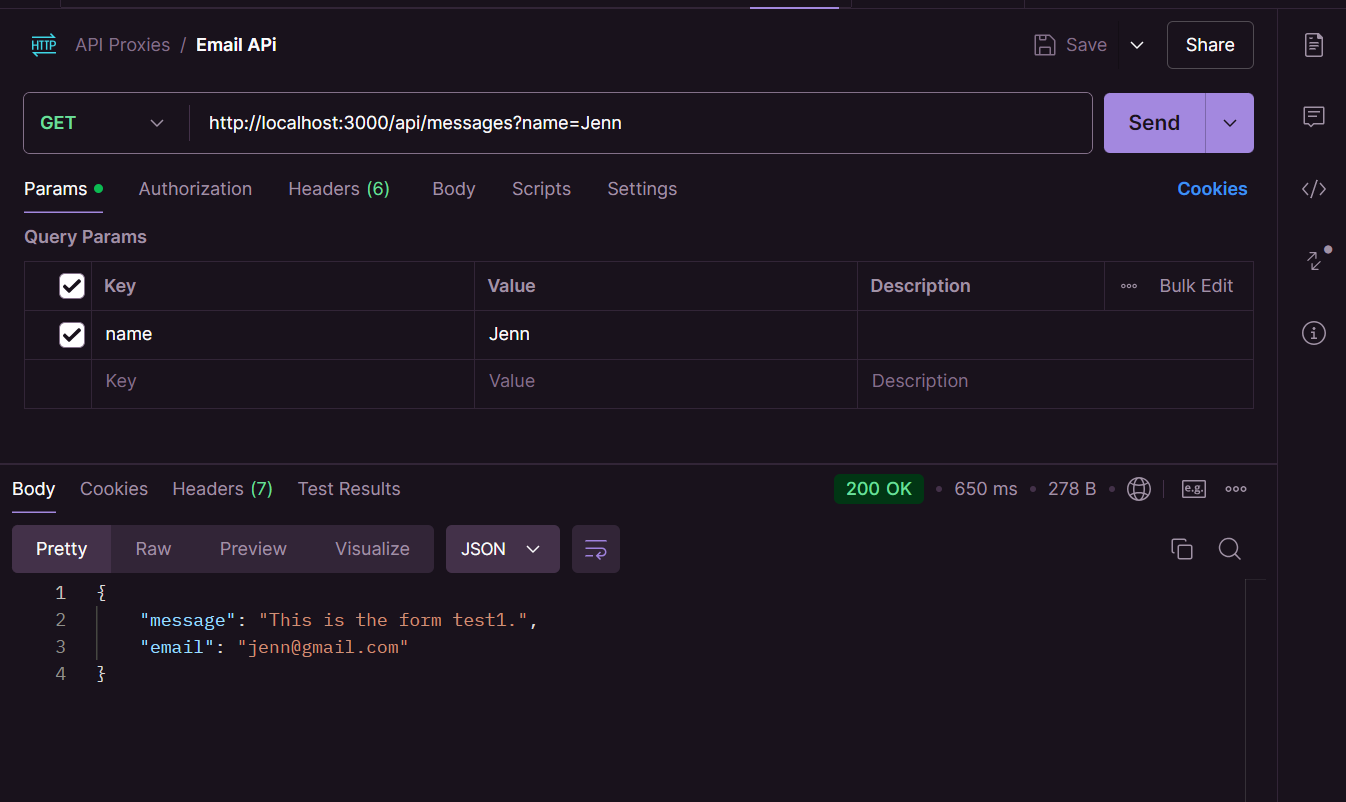 HTTP API Proxies / Email APi Save Share
GET http://localhost:3000/api/messages?name=Jenn Send
Params Authorization Headers (6) Body Scripts Settings Cookies
Query Params
Key Value Description Bulk Edit
name Jenn
Key Value Description
Body Cookies Headers (7) Test Results 200 OK 650 ms 278 B e.g.
Pretty Raw Preview Visualize JSON
1 {
2 "message": "This is the form test1.",
3 "email": "jenn@gmail.com"
4 }